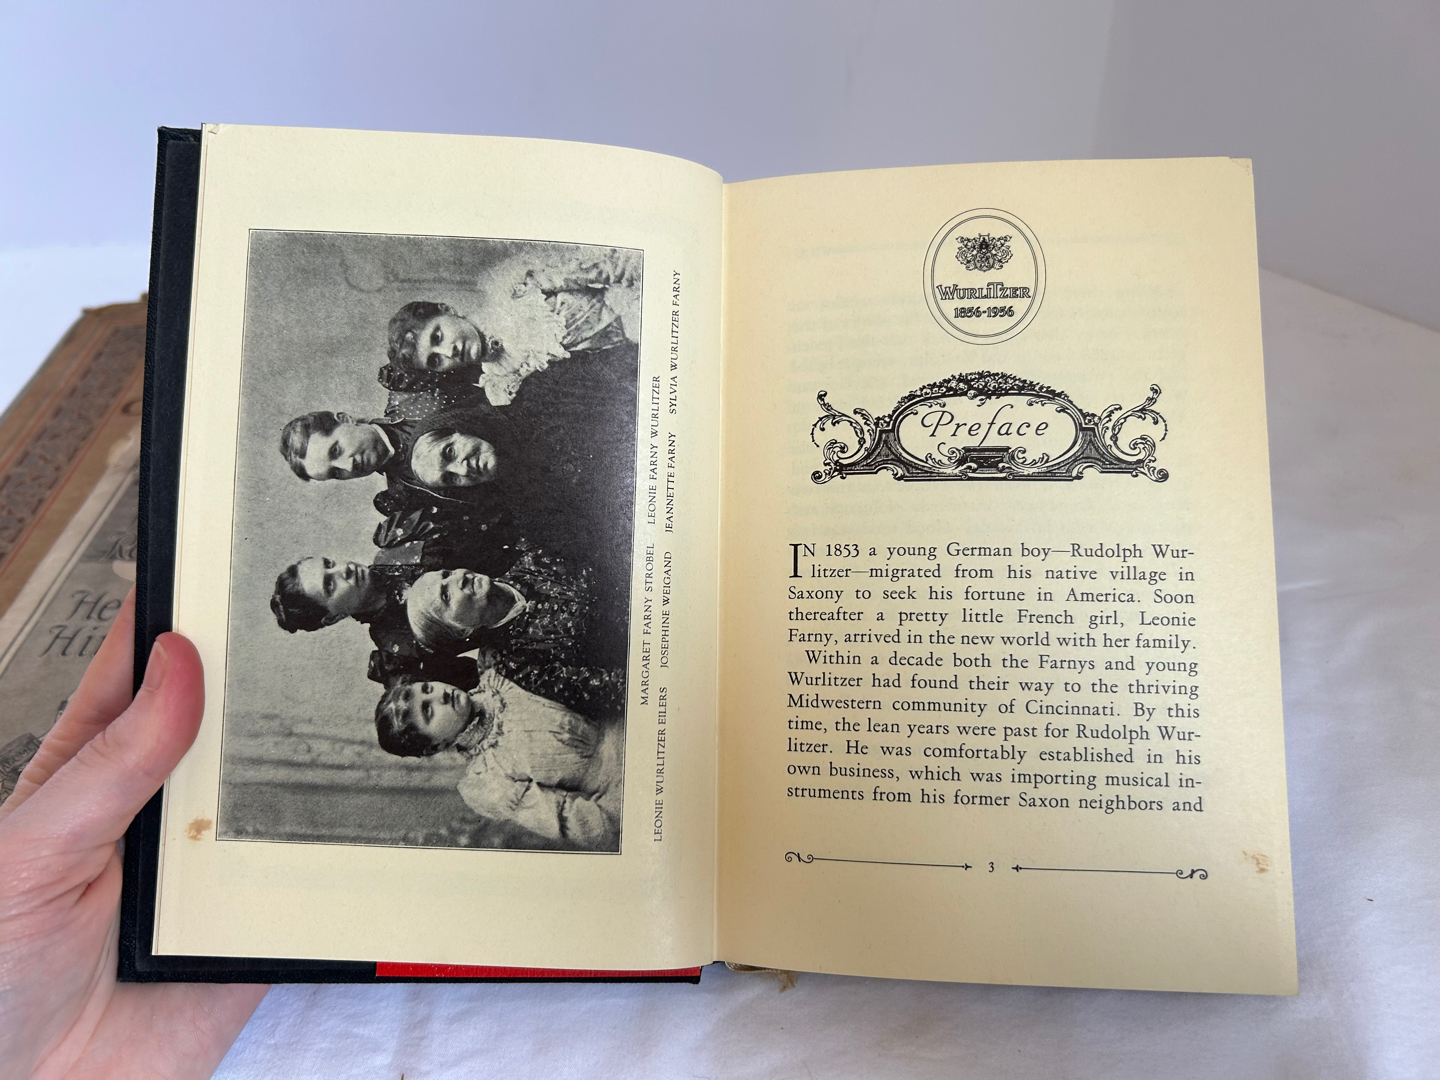 MARGARET FARNY STROBEL LEONIE FARNY WURLITZER
LEONIE WURLITZER EILERS JOSEPHINE WEIGAND JEANNETTE FARNY SYLVIA WURLITZER FARNY
WURLITZER
1856-1956
Preface
IN 1853 a young German boy—Rudolph Wur-
litzer—migrated from his native village in
Saxony to seek his fortune in America. Soon
thereafter a pretty little French girl, Leonie
Farny, arrived in the new world with her family.
Within a decade both the Farnys and young
Wurlitzer had found their way to the thriving
Midwestern community of Cincinnati. By this
time, the lean years were past for Rudolph Wur-
litzer. He was comfortably established in his
own business, which was importing musical in-
struments from his former Saxon neighbors and
3